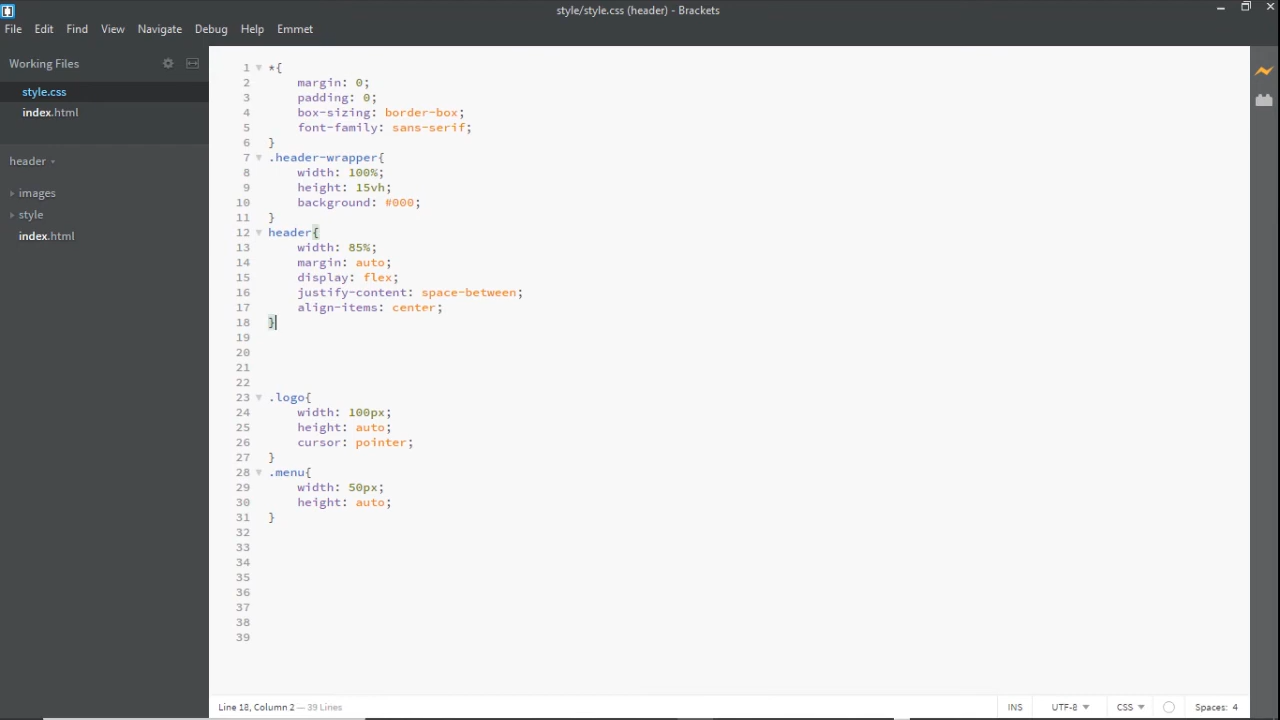 style/style.css (header) - Brackets
File Edit Find View Navigate Debug Help Emmet
Working Files
style.css
index.html
header
images
style
index.html
1 *{
2 margin: 0;
3 padding: 0;
4 box-sizing: border-box;
5 font-family: sans-serif;
6 }
7 .header-wrapper{
8 width: 100%;
9 height: 15vh;
10 background: #000;
11 }
12 header{
13 width: 85%;
14 margin: auto;
15 display: flex;
16 justify-content: space-between;
17 align-items: center;
18 }
19
20
21
22
23 .logo{
24 width: 100px;
25 height: auto;
26 cursor: pointer;
27 }
28 .menu{
29 width: 50px;
30 height: auto;
31 }
32
33
34
35
36
37
38
39
Line 18, Column 2 — 39 Lines
INS UTF-8 CSS Spaces: 4